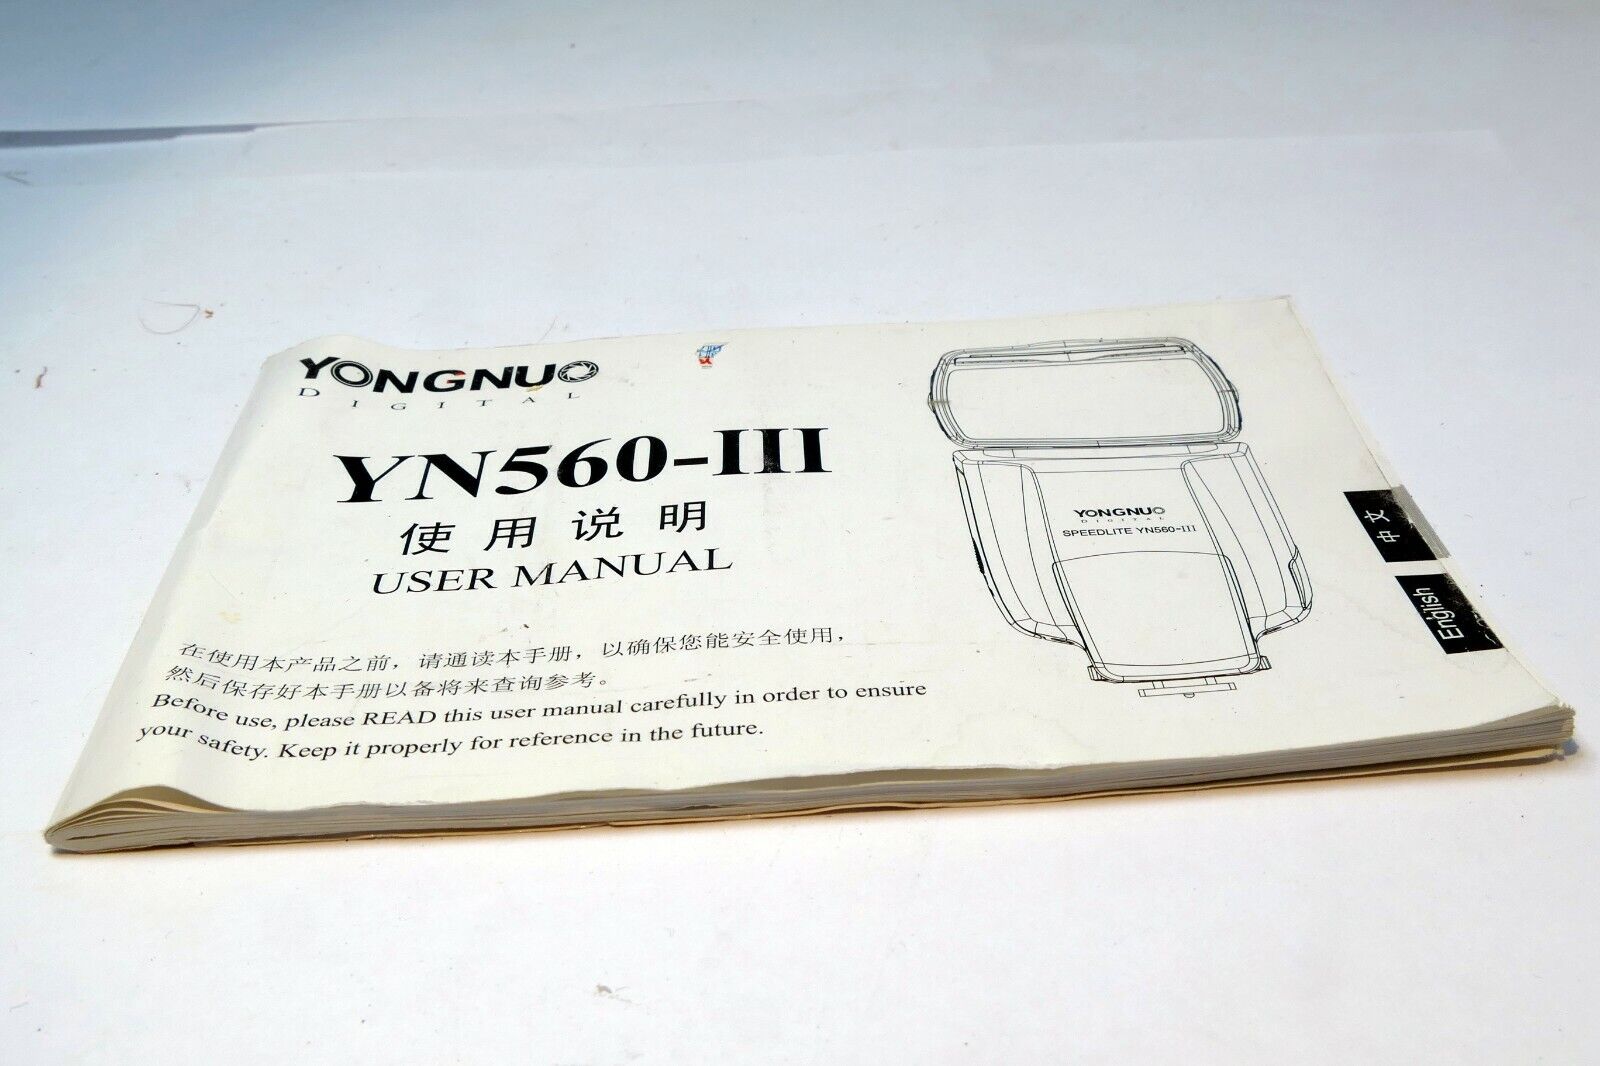 YONGNUO
DIGITAL
YN560-III
使用说明
USER MANUAL
在使用本产品之前，请通读本手册，以确保您能安全使用，
然后保存好本手册以备将来查询参考。
Before use, please READ this user manual carefully in order to ensure
your safety. Keep it properly for reference in the future.
YONGNUO
DIGITAL
SPEEDLITE YN560-III
中文
English